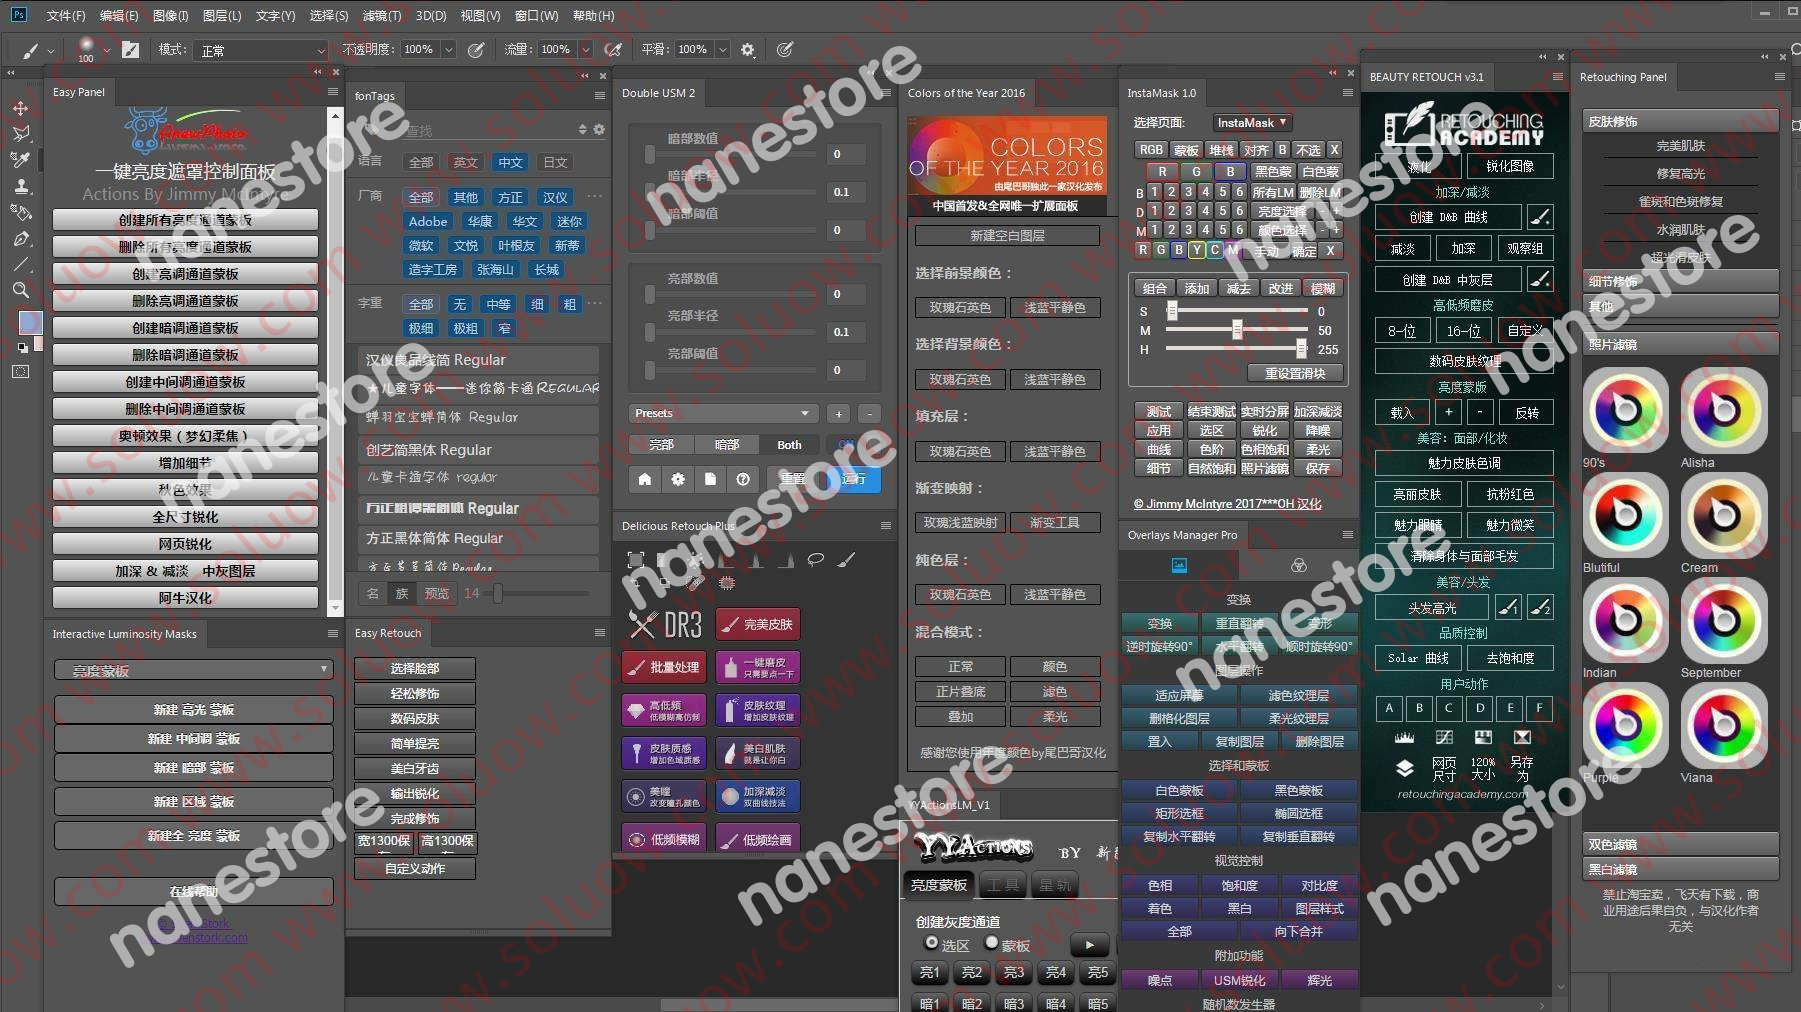 Ps 文件(F) 编辑(E) 图像(I) 图层(L) 文字(Y) 选择(S) 滤镜(T) 3D(D) 视图(V) 窗口(W) 帮助(H)
100 模式: 正常 不透明度: 100% 流量: 100% 平滑: 100%
Easy Panel
一键亮度遮罩控制面板
Actions By Jimmy McIntyre
创建所有亮度通道蒙板
删除所有亮度通道蒙板
创建高调通道蒙板
删除高调通道蒙板
创建暗调通道蒙板
删除暗调通道蒙板
创建中间调通道蒙板
删除中间调通道蒙板
奥顿效果（梦幻柔焦）
增加细节
秋色效果
全尺寸锐化
网页锐化
加深 & 减淡 中灰图层
阿牛汉化
Interactive Luminosity Masks
亮度蒙板
新建 高光 蒙板
新建 中间调 蒙板
新建 暗部 蒙板
新建 区域 蒙板
新建全 亮度 蒙板
在线帮助
fonTags
查找
语言 全部 英文 中文 日文
厂商 全部 其他 方正 汉仪
Adobe 华康 华文 迷你
微软 文悦 叶根友 新蒂
造字工房 张海山 长城
字重 全部 无 中等 细 粗
极细 极粗 窄
汉仪良品线简 Regular
★儿童字体——迷你简卡通 REGULAR
蝉羽宝宝蝉简体 Regular
创艺简黑体 Regular
儿童卡通字体 regular
方正粗谭黑简体 Regular
方正黑体简体 Regular
名 族 预览 14
Easy Retouch
选择脸部
轻松修饰
数码皮肤
简单提亮
美白牙齿
输出锐化
完成修饰
宽1300保 高1300保
自定义动作
Double USM 2
暗部数值
0
暗部半径
0.1
暗部阈值
0
亮部数值
0
亮部半径
0.1
亮部阈值
0
Presets + -
亮部 暗部 Both ON
重置 运行
Delicious Retouch Plus
DR3 完美皮肤
批量处理 一键磨皮 只需要点一下
高低频 低模糊高仿制 皮肤纹理 增加皮肤纹理
皮肤质感 增加色域质感 美白肌肤 就是让你白
美瞳 改变瞳孔颜色 加深减淡 双曲线技法
低频模糊 低频绘画
Colors of the Year 2016
COLORS
OF THE YEAR 2016
由尾巴哥独此一家汉化发布
中国首发&全网唯一扩展面板
新建空白图层
选择前景颜色：
玫瑰石英色 浅蓝平静色
选择背景颜色：
玫瑰石英色 浅蓝平静色
填充层：
玫瑰石英色 浅蓝平静色
渐变映射：
玫瑰浅蓝映射 渐变工具
纯色层：
玫瑰石英色 浅蓝平静色
混合模式：
正常 颜色
正片叠底 滤色
叠加 柔光
感谢您使用年度颜色by尾巴哥汉化
YYActionsLM_V1
YYACTIONS BY
亮度蒙板 工具 星轨
创建灰度通道
选区 蒙板
亮1 亮2 亮3 亮4 亮5
暗1 暗2 暗3 暗4 暗5
InstaMask 1.0
选择页面: InstaMask
RGB 蒙板 堆栈 对齐 B 不选 X
R G B 黑色蒙 白色蒙
B 1 2 3 4 5 6 所有LM 删除LM
D 1 2 3 4 5 6 亮度选择 - +
M 1 2 3 4 5 6 颜色选择 - +
R G B Y C M 手动 确定 X
组合 添加 减去 改进 模糊
S 0
M 50
H 255
重设置滑块
测试 结束测试 实时分屏 加深减淡
应用 选区 锐化 降噪
曲线 色阶 色相饱和 柔光
细节 自然饱和 照片滤镜 保存
© Jimmy McIntyre 2017***OH 汉化
Overlays Manager Pro
变换
变换 垂直翻转 变形
逆时旋转90° 水平翻转 顺时旋转90°
图层操作
适应屏幕 滤色纹理层
删格化图层 柔光纹理层
置入 复制图层 删除图层
选择和蒙板
白色蒙板 黑色蒙板
矩形选框 椭圆选框
复制水平翻转 复制垂直翻转
视觉控制
色相 饱和度 对比度
着色 黑白 图层样式
全部 向下合并
附加功能
噪点 USM锐化 辉光
随机数发生器
BEAUTY RETOUCH v3.1
RETOUCHING
ACADEMY
液化 锐化图像
加深/减淡
创建 D&B 曲线
减淡 加深 观察组
创建 D&B 中灰层
高低频磨皮
8-位 16-位 自定义
数码皮肤纹理
亮度蒙版
载入 + - 反转
美容: 面部/化妆
魅力皮肤色调
亮丽皮肤 抗粉红色
魅力眼睛 魅力微笑
清除身体与面部毛发
美容/头发
头发高光 1 2
品质控制
Solar 曲线 去饱和度
用户动作
A B C D E F
网页尺寸 120%大小 另存为
retouchingacademy.com
Retouching Panel
皮肤修饰
完美肌肤
修复高光
雀斑和色斑修复
水润肌肤
超光滑皮肤
细节修饰
其他
照片滤镜
90's Alisha
Blutiful Cream
Indian September
Purple Viana
双色滤镜
黑白滤镜
禁止淘宝卖，飞天有下载，商
业用途后果自负，与汉化作者
无关
nanestore
nanestore
nanestore
nanestore
nanestore
nanestore
nanestore
nanestore
nanestore
nanestore
nanestore
nanestore
www.soluow.com